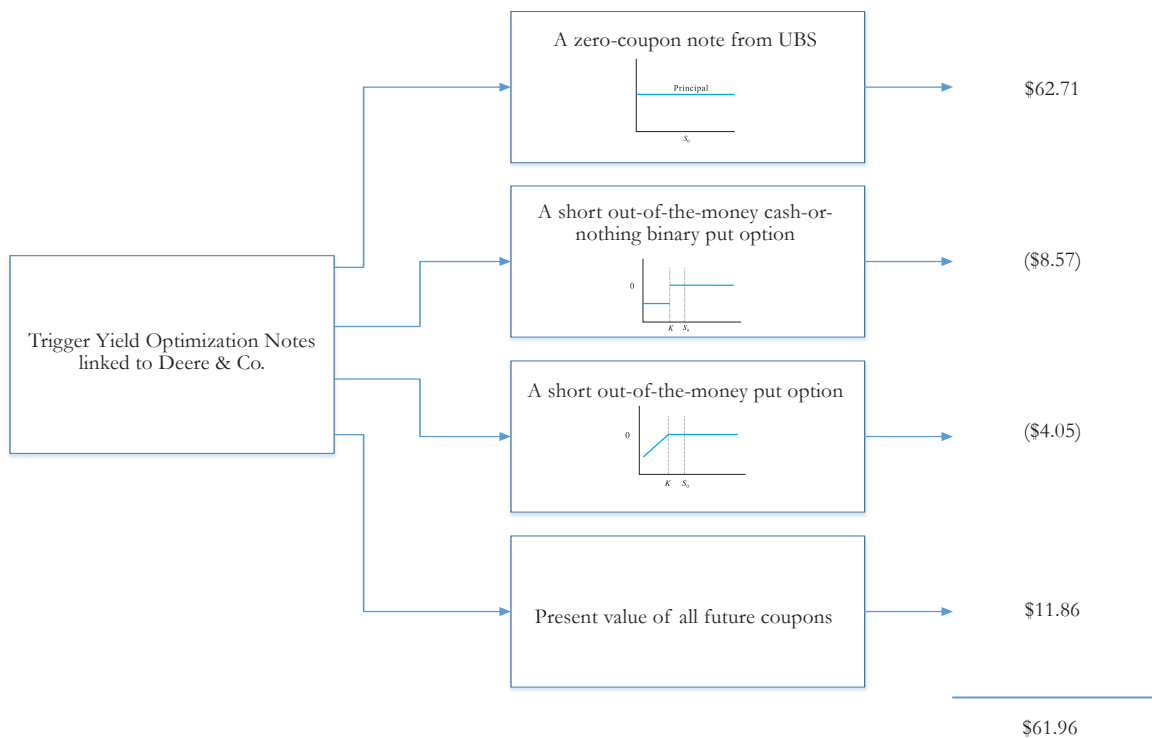 A zero-coupon note from UBS
Principal
S₀
$62.71
A short out-of-the-money cash-or-
nothing binary put option
0
K
S₀
($8.57)
Trigger Yield Optimization Notes
linked to Deere & Co.
A short out-of-the-money put option
0
K
S₀
($4.05)
Present value of all future coupons
$11.86
$61.96